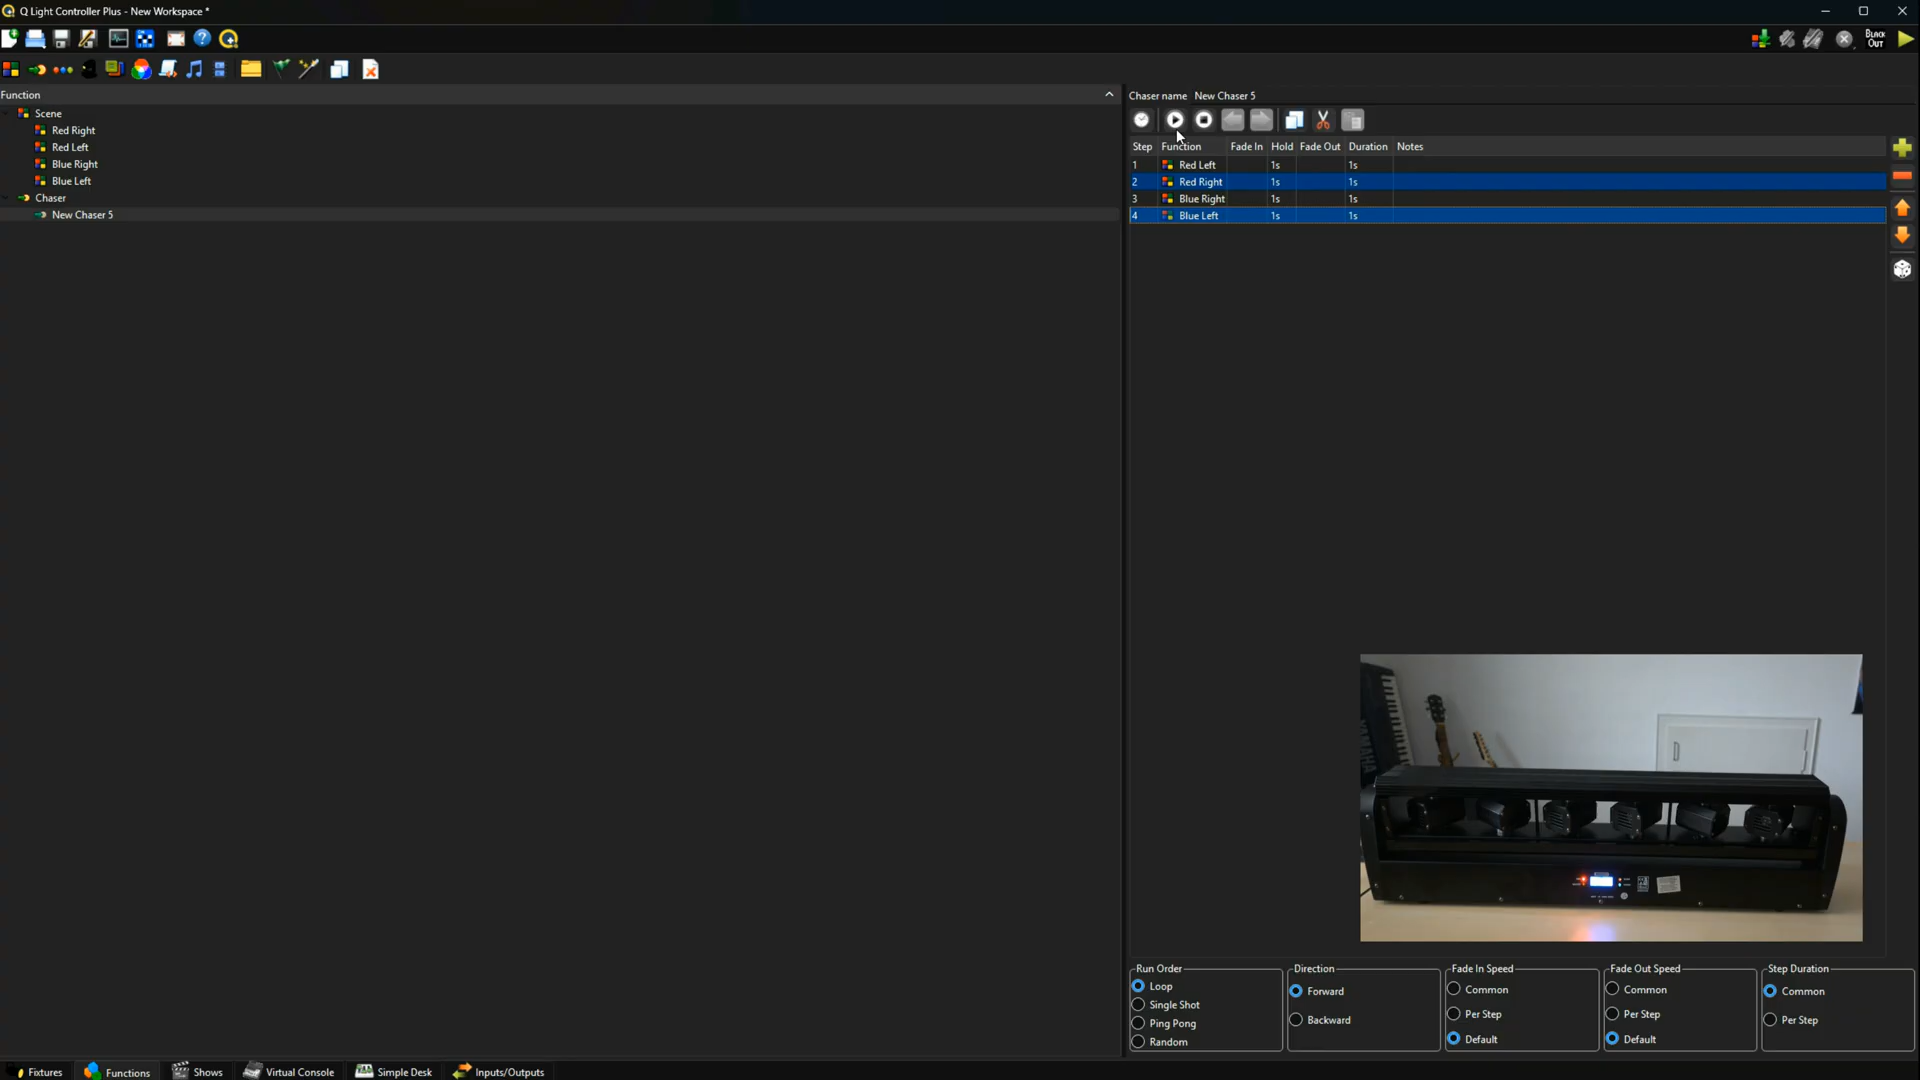 Q Light Controller Plus - New Workspace *
BLACK
OUT
Function
Scene
Red Right
Red Left
Blue Right
Blue Left
Chaser
New Chaser 5
Chaser name New Chaser 5
Step Function Fade In Hold Fade Out Duration Notes
1 Red Left 1s 1s
2 Red Right 1s 1s
3 Blue Right 1s 1s
4 Blue Left 1s 1s
YAMAHA
Run Order
Loop
Single Shot
Ping Pong
Random
Direction
Forward
Backward
Fade In Speed
Common
Per Step
Default
Fade Out Speed
Common
Per Step
Default
Step Duration
Common
Per Step
Fixtures Functions Shows Virtual Console Simple Desk Inputs/Outputs